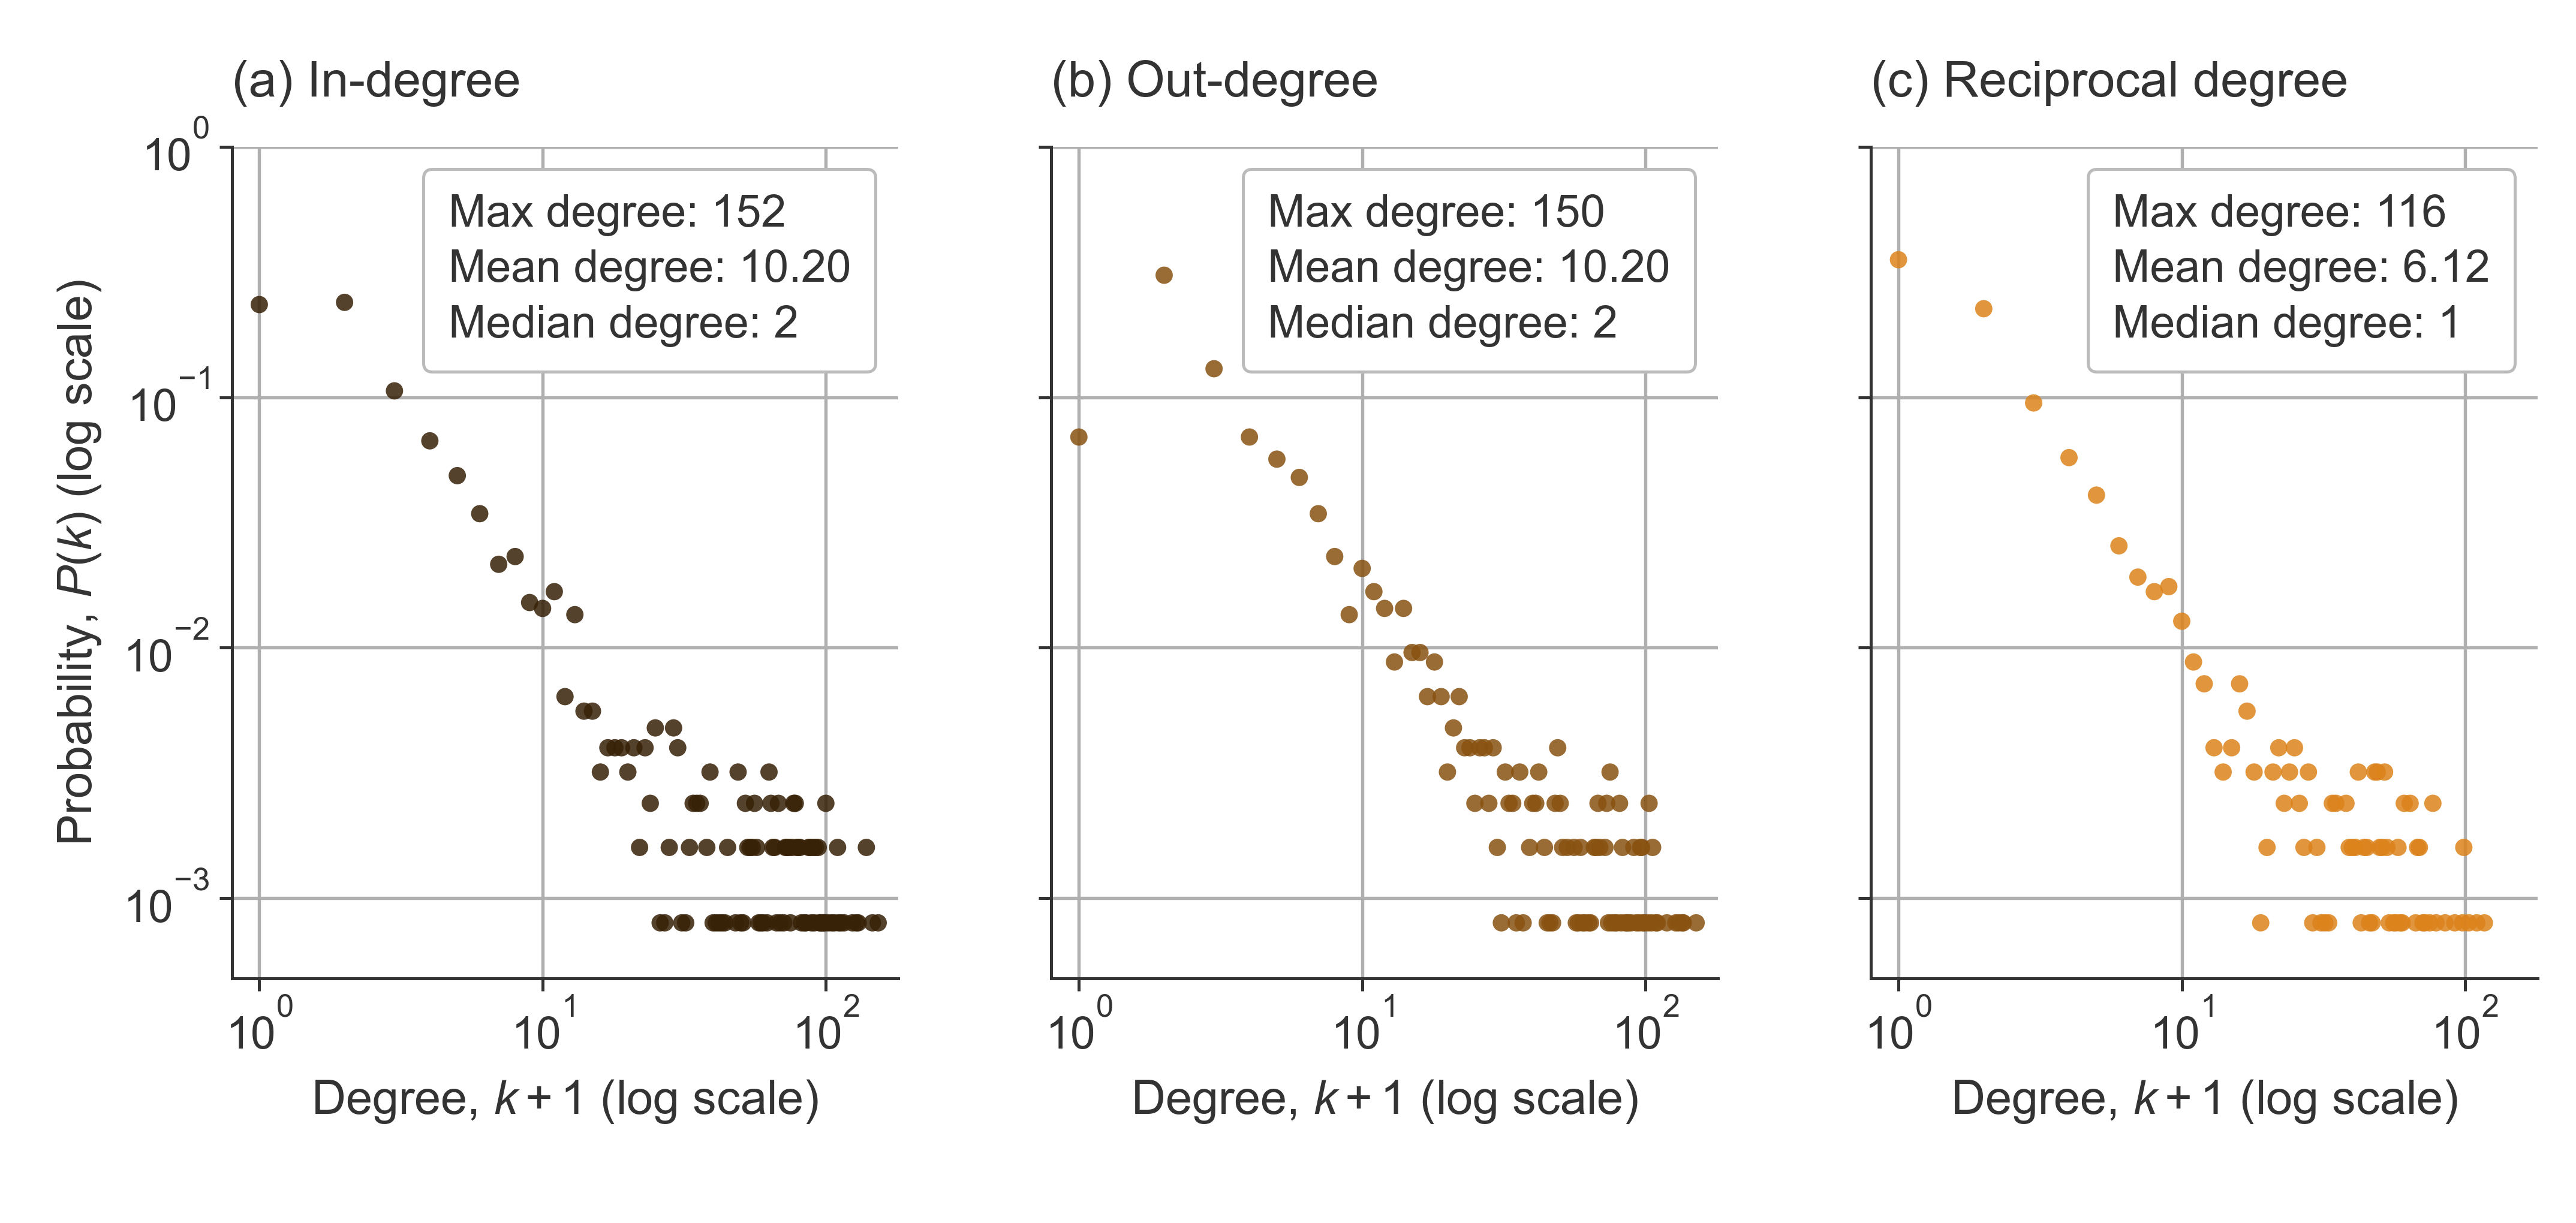 (a) In-degree
(b) Out-degree
(c) Reciprocal degree
Probability, P(k) (log scale)
10^0
10^−1
10^−2
10^−3
Max degree: 152
Mean degree: 10.20
Median degree: 2
Max degree: 150
Mean degree: 10.20
Median degree: 2
Max degree: 116
Mean degree: 6.12
Median degree: 1
10^0 10^1 10^2
10^0 10^1 10^2
10^0 10^1 10^2
Degree, k + 1 (log scale)
Degree, k + 1 (log scale)
Degree, k + 1 (log scale)